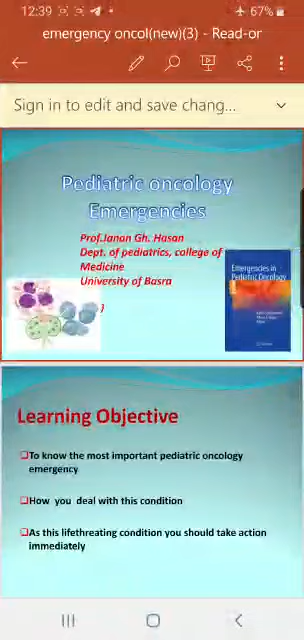 12:39
67%
emergency oncol(new)(3) - Read-or
Sign in to edit and save chang...
Pediatric oncology
Emergencies
Prof.Janan Gh. Hasan
Dept. of pediatrics, college of
Medicine
University of Basra
)
Emergencies in
Pediatric Oncology
Learning Objective
To know the most important pediatric oncology
emergency
How you deal with this condition
As this lifethreating condition you should take action
immediately